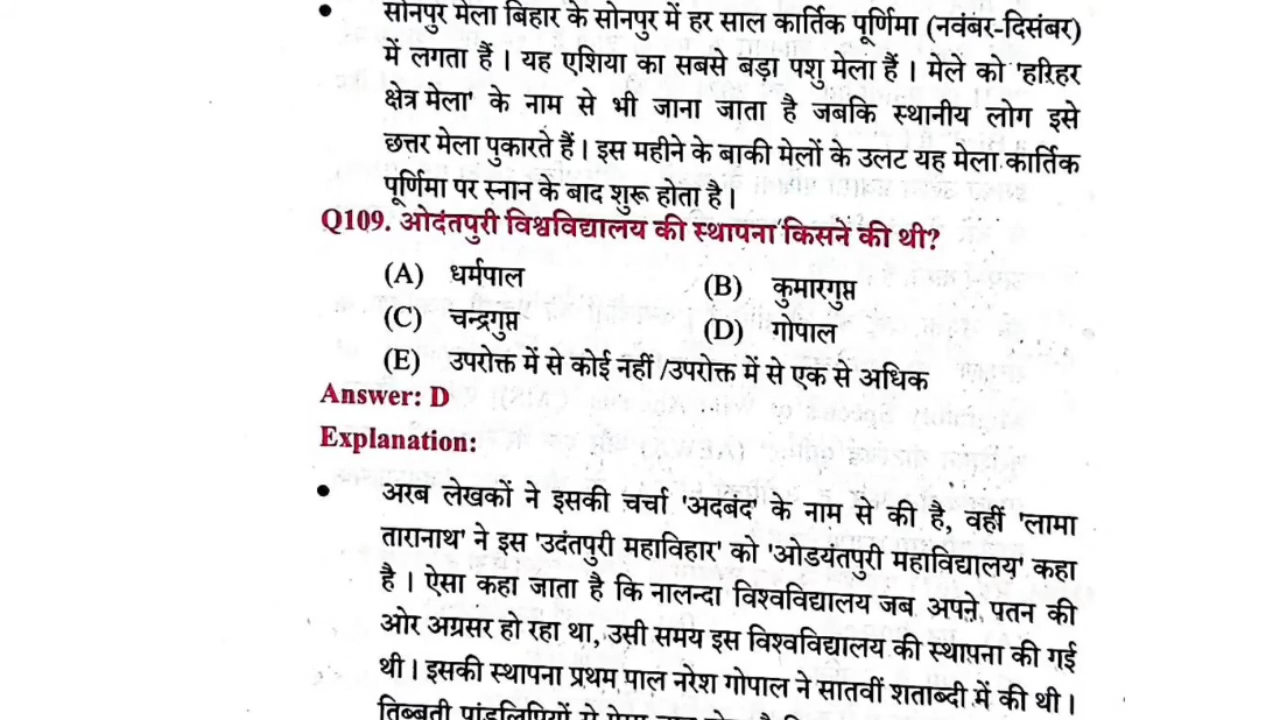 • सोनपुर मेला बिहार के सोनपुर में हर साल कार्तिक पूर्णिमा (नवंबर-दिसंबर)
में लगता हैं । यह एशिया का सबसे बड़ा पशु मेला हैं । मेले को 'हरिहर
क्षेत्र मेला' के नाम से भी जाना जाता है जबकि स्थानीय लोग इसे
छत्तर मेला पुकारते हैं । इस महीने के बाकी मेलों के उलट यह मेला कार्तिक
पूर्णिमा पर स्नान के बाद शुरू होता है ।
Q109. ओदंतपुरी विश्वविद्यालय की स्थापना किसने की थी?
(A) धर्मपाल (B) कुमारगुप्त
(C) चन्द्रगुप्त (D) गोपाल
(E) उपरोक्त में से कोई नहीं /उपरोक्त में से एक से अधिक
Answer: D
Explanation:
• अरब लेखकों ने इसकी चर्चा 'अदबंद' के नाम से की है, वहीं 'लामा
तारानाथ' ने इस 'उदंतपुरी महाविहार' को 'ओडयंतपुरी महाविद्यालय' कहा
है । ऐसा कहा जाता है कि नालन्दा विश्वविद्यालय जब अपने पतन की
ओर अग्रसर हो रहा था, उसी समय इस विश्वविद्यालय की स्थापना की गई
थी । इसकी स्थापना प्रथम पाल नरेश गोपाल ने सातवीं शताब्दी में की थी ।
तिब्बती पांडुलिपियों से ऐसा